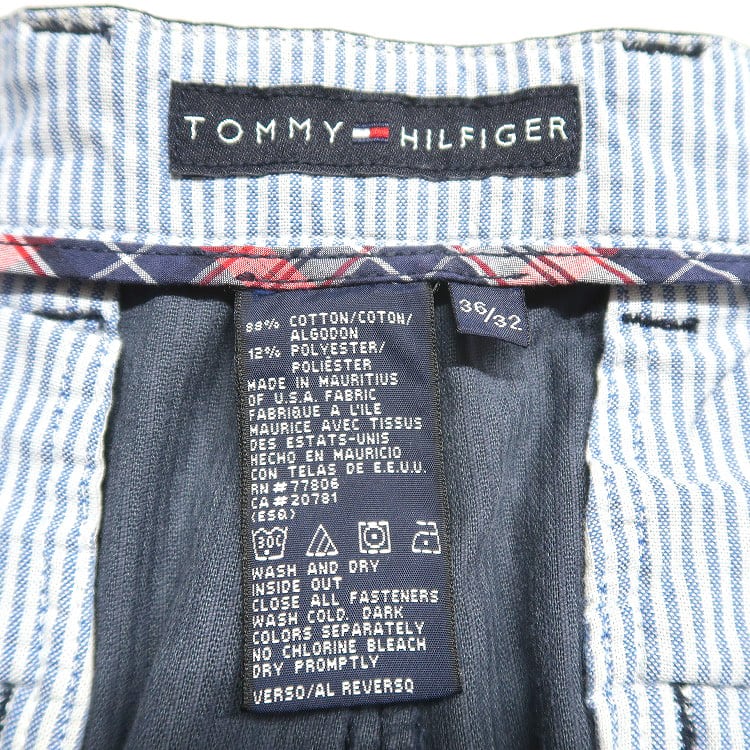 TOMMY HILFIGER
36/32
88% COTTON/COTON/
ALGODON
12% POLYESTER/
POLIÉSTER
MADE IN MAURITIUS
OF U.S.A. FABRIC
FABRIQUE A L'ILE
MAURICE AVEC TISSUS
DES ESTATS-UNIS
HECHO EN MAURICIO
CON TELAS DE E.E.U.U.
RN#77806
CA#20781
(ESQ)
30C
WASH AND DRY
INSIDE OUT
CLOSE ALL FASTENERS
WASH COLD. DARK
COLORS SEPARATELY
NO CHLORINE BLEACH
DRY PROMPTLY
VERSO/AL REVERSO